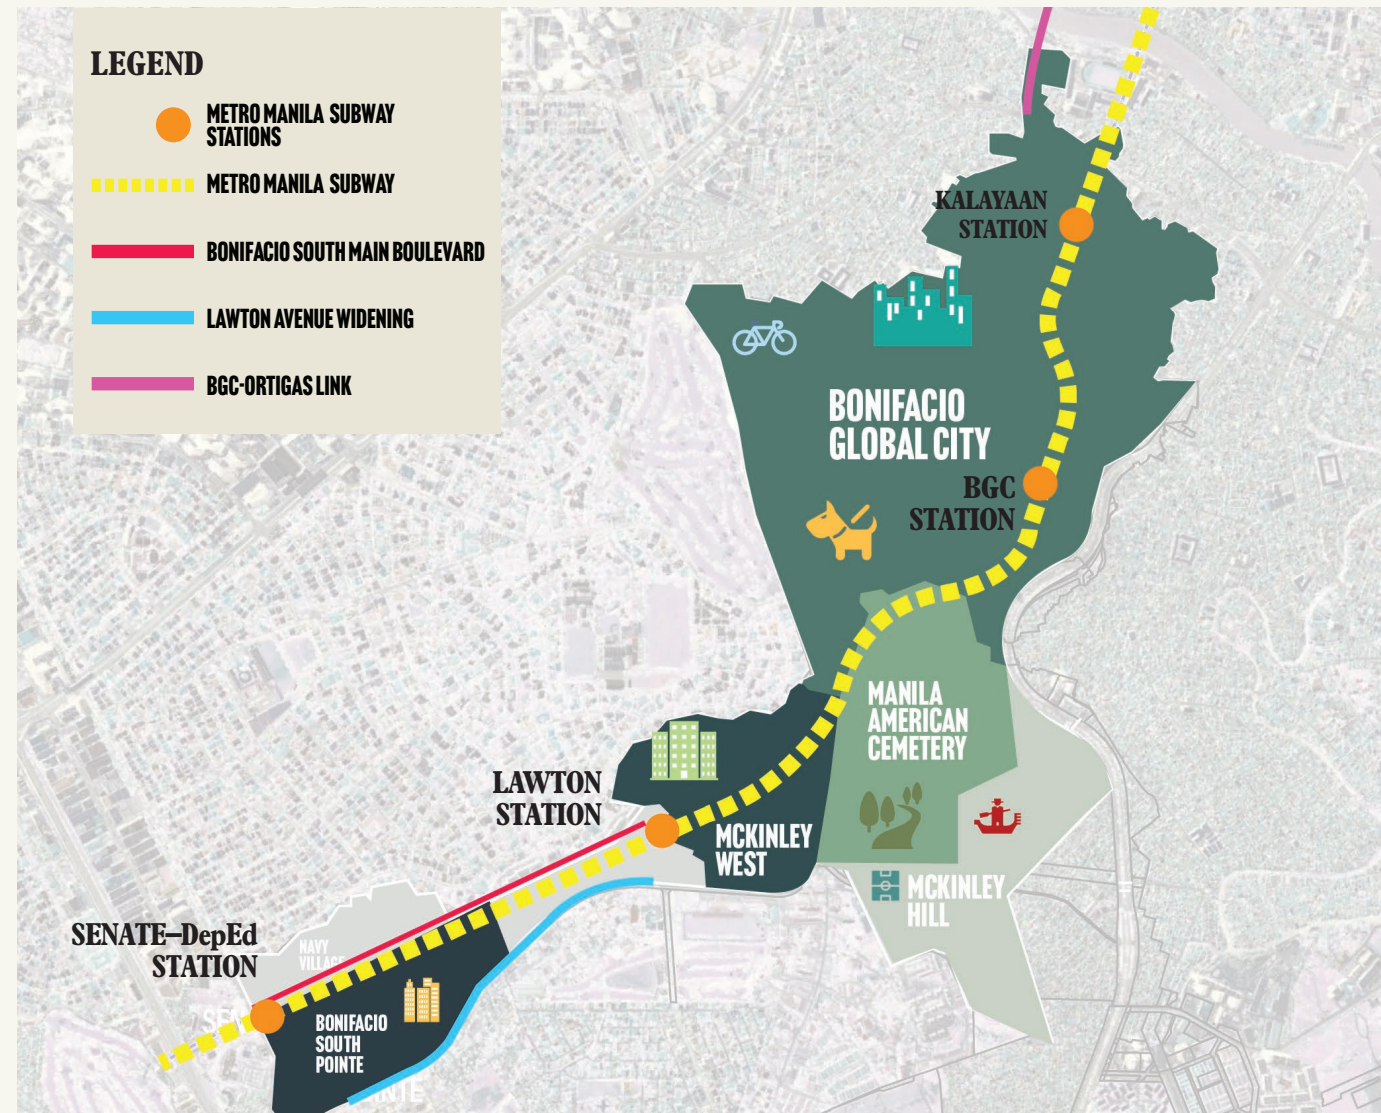 LEGEND
METRO MANILA SUBWAY
STATIONS
METRO MANILA SUBWAY
BONIFACIO SOUTH MAIN BOULEVARD
LAWTON AVENUE WIDENING
BGC-ORTIGAS LINK
KALAYAAN
STATION
BONIFACIO
GLOBAL CITY
BGC
STATION
MANILA
AMERICAN
CEMETERY
LAWTON
STATION
MCKINLEY
WEST
MCKINLEY
HILL
SENATE–DepEd
STATION
NAVY
VILLAGE
BONIFACIO
SOUTH
POINTE